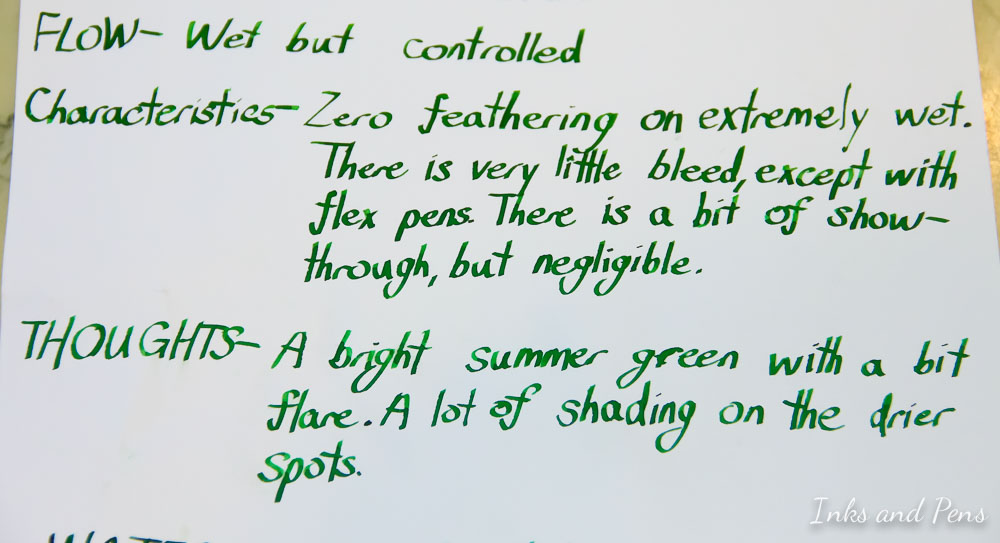 FLOW- Wet but controlled
Characteristics- Zero feathering on extremely wet.
There is very little bleed, except with
flex pens. There is a bit of show-
through, but negligible.
THOUGHTS- A bright summer green with a bit
flare. A lot of shading on the drier
spots.
Inks and Pens